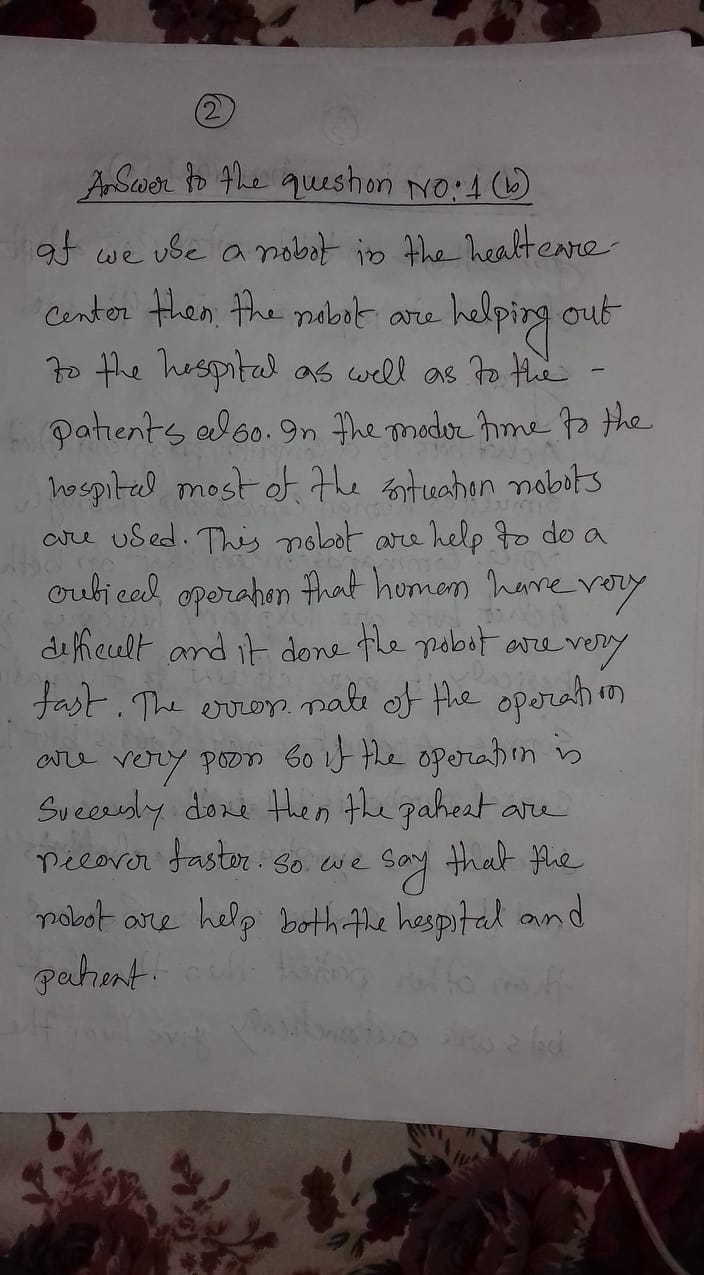 2
Answer to the question NO: 1 (b)
If we use a robot in the healtcare-
center then the robot are helping out
to the hospital as well as to the -
patients also. In the moder time to the
hospital most of the situation robots
are used. This robot are help to do a
critical operation that human have very
difficult and it done the robot are very
fast. The error rate of the operation
are very poor so if the operation is
Successly done then the patient are
recover faster. So we say that the
robot are help both the hospital and
patient.